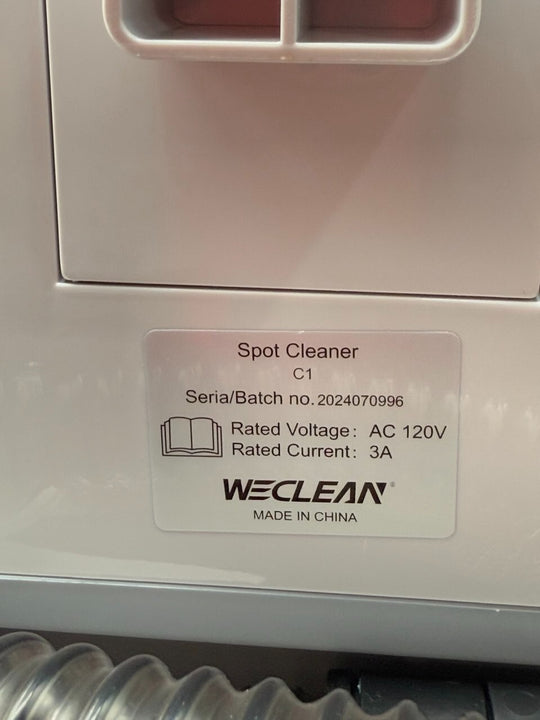 Spot Cleaner
C1
Seria/Batch no. 2024070996
Rated Voltage: AC 120V
Rated Current: 3A
WECLEAN®
MADE IN CHINA